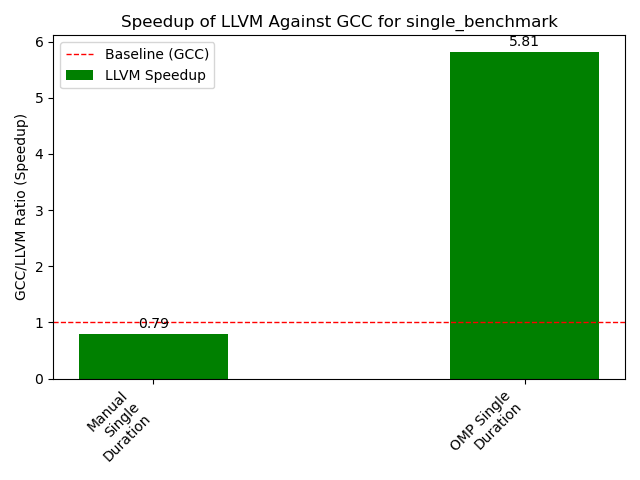 Speedup of LLVM Against GCC for single_benchmark
GCC/LLVM Ratio (Speedup)
6
5
4
3
2
1
0
Baseline (GCC)
LLVM Speedup
0.79
5.81
Manual
Single
Duration
OMP Single
Duration